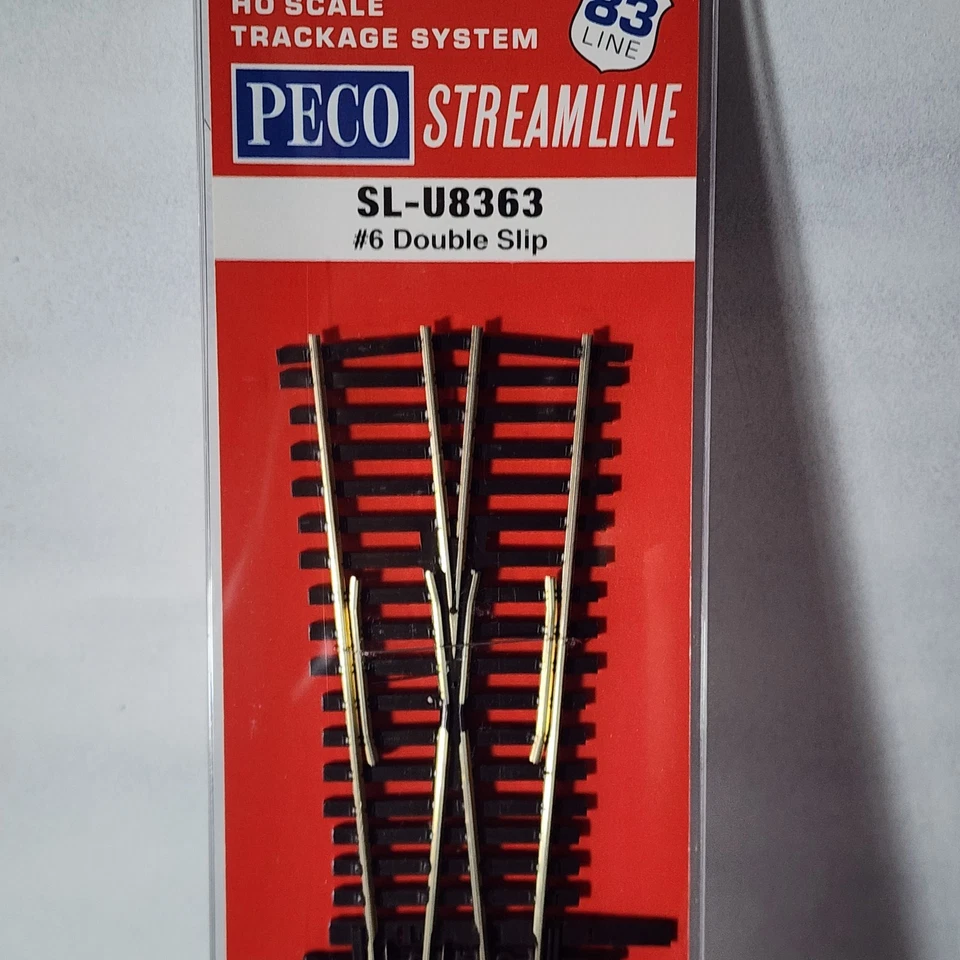 HO SCALE
TRACKAGE SYSTEM
83
LINE
PECO STREAMLINE
SL-U8363
#6 Double Slip